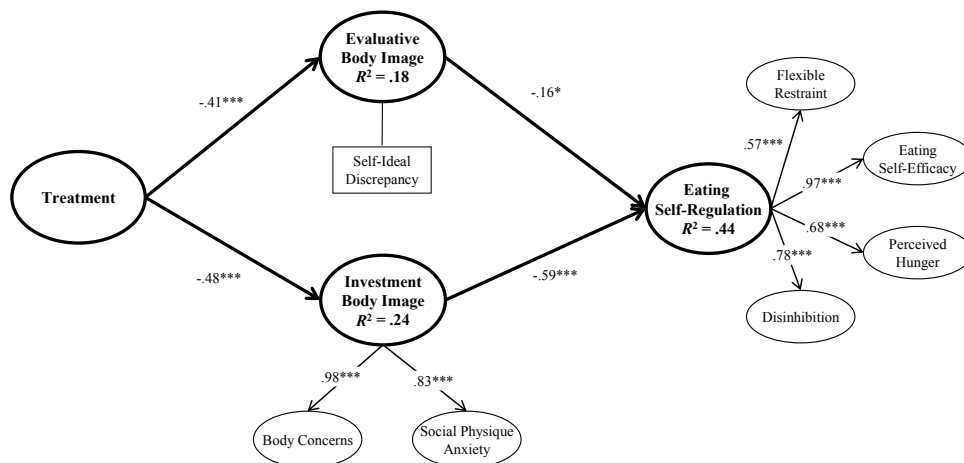 Evaluative
Body Image
R² = .18
Flexible
Restraint
-.41***
-.16*
.57***
Self-Ideal
Discrepancy
Eating
Self-Efficacy
.97***
Treatment
Eating
Self-Regulation
R² = .44
.68***
Perceived
Hunger
.78***
-.48***
-.59***
Investment
Body Image
R² = .24
Disinhibition
.98***
.83***
Body Concerns
Social Physique
Anxiety